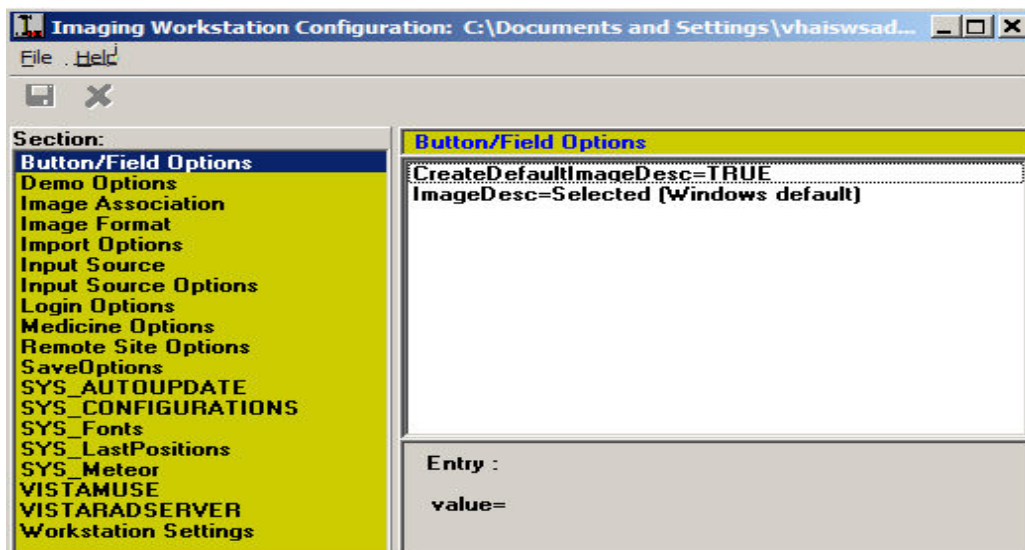 Imaging Workstation Configuration: C:\Documents and Settings\vhaiswsad...
File Help
Section:
Button/Field Options
Demo Options
Image Association
Image Format
Import Options
Input Source
Input Source Options
Login Options
Medicine Options
Remote Site Options
SaveOptions
SYS_AUTOUPDATE
SYS_CONFIGURATIONS
SYS_Fonts
SYS_LastPositions
SYS_Meteor
VISTAMUSE
VISTARADSERVER
Workstation Settings
Button/Field Options
CreateDefaultImageDesc=TRUE
ImageDesc=Selected (Windows default)
Entry :
value=